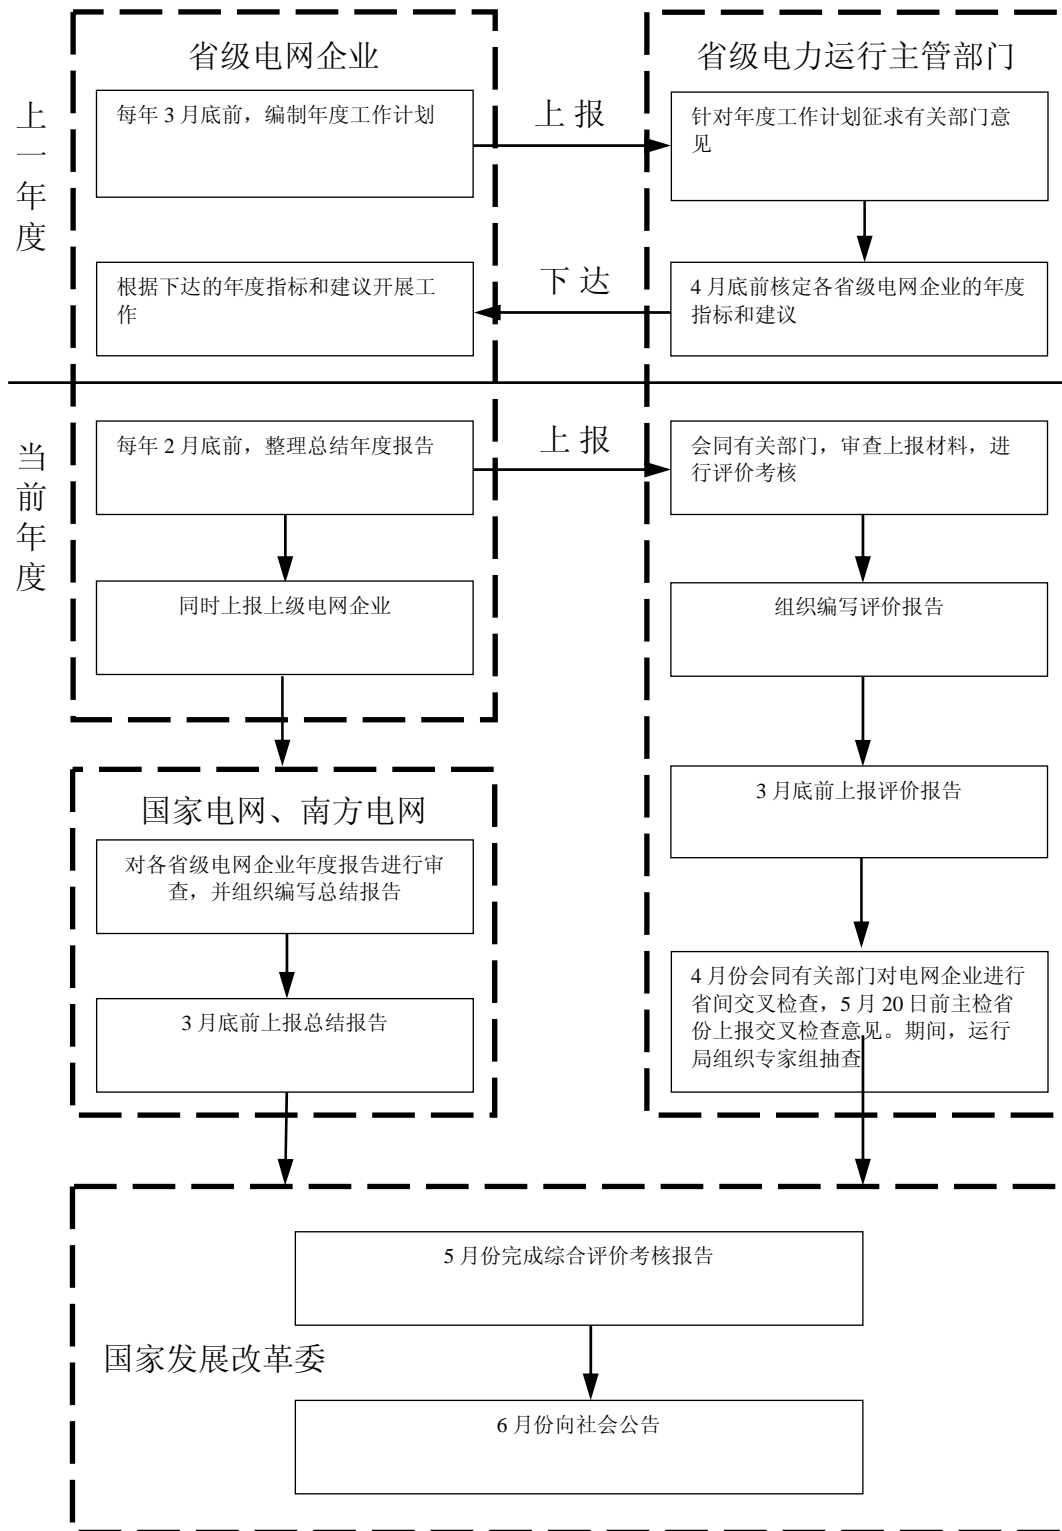 省级电网企业
省级电力运行主管部门
上一年度
每年 3 月底前，编制年度工作计划
上 报
针对年度工作计划征求有关部门意
见
根据下达的年度指标和建议开展工
作
下 达
4 月底前核定各省级电网企业的年度
指标和建议
当前年度
每年 2 月底前，整理总结年度报告
上 报
会同有关部门，审查上报材料，进
行评价考核
同时上报上级电网企业
组织编写评价报告
国家电网、南方电网
3 月底前上报评价报告
对各省级电网企业年度报告进行审
查，并组织编写总结报告
3 月底前上报总结报告
4 月份会同有关部门对电网企业进行
省间交叉检查，5 月 20 日前主检省
份上报交叉检查意见。期间，运行
局组织专家组抽查
5 月份完成综合评价考核报告
国家发展改革委
6 月份向社会公告